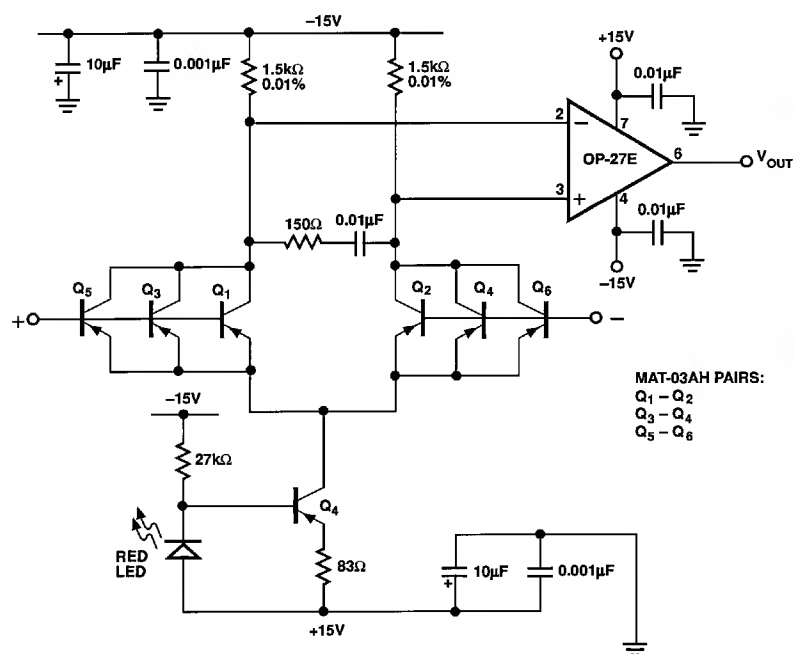 –15V
10µF
+
0.001µF
1.5kΩ
0.01%
1.5kΩ
0.01%
+15V
0.01µF
2
–
7
OP-27E
6
V_OUT
3
+
4
0.01µF
–15V
150Ω
0.01µF
Q5
Q3
Q1
Q2
Q4
Q6
+
–
MAT-03AH PAIRS:
Q1 – Q2
Q3 – Q4
Q5 – Q6
–15V
27kΩ
Q4
RED
LED
83Ω
+15V
10µF
+
0.001µF